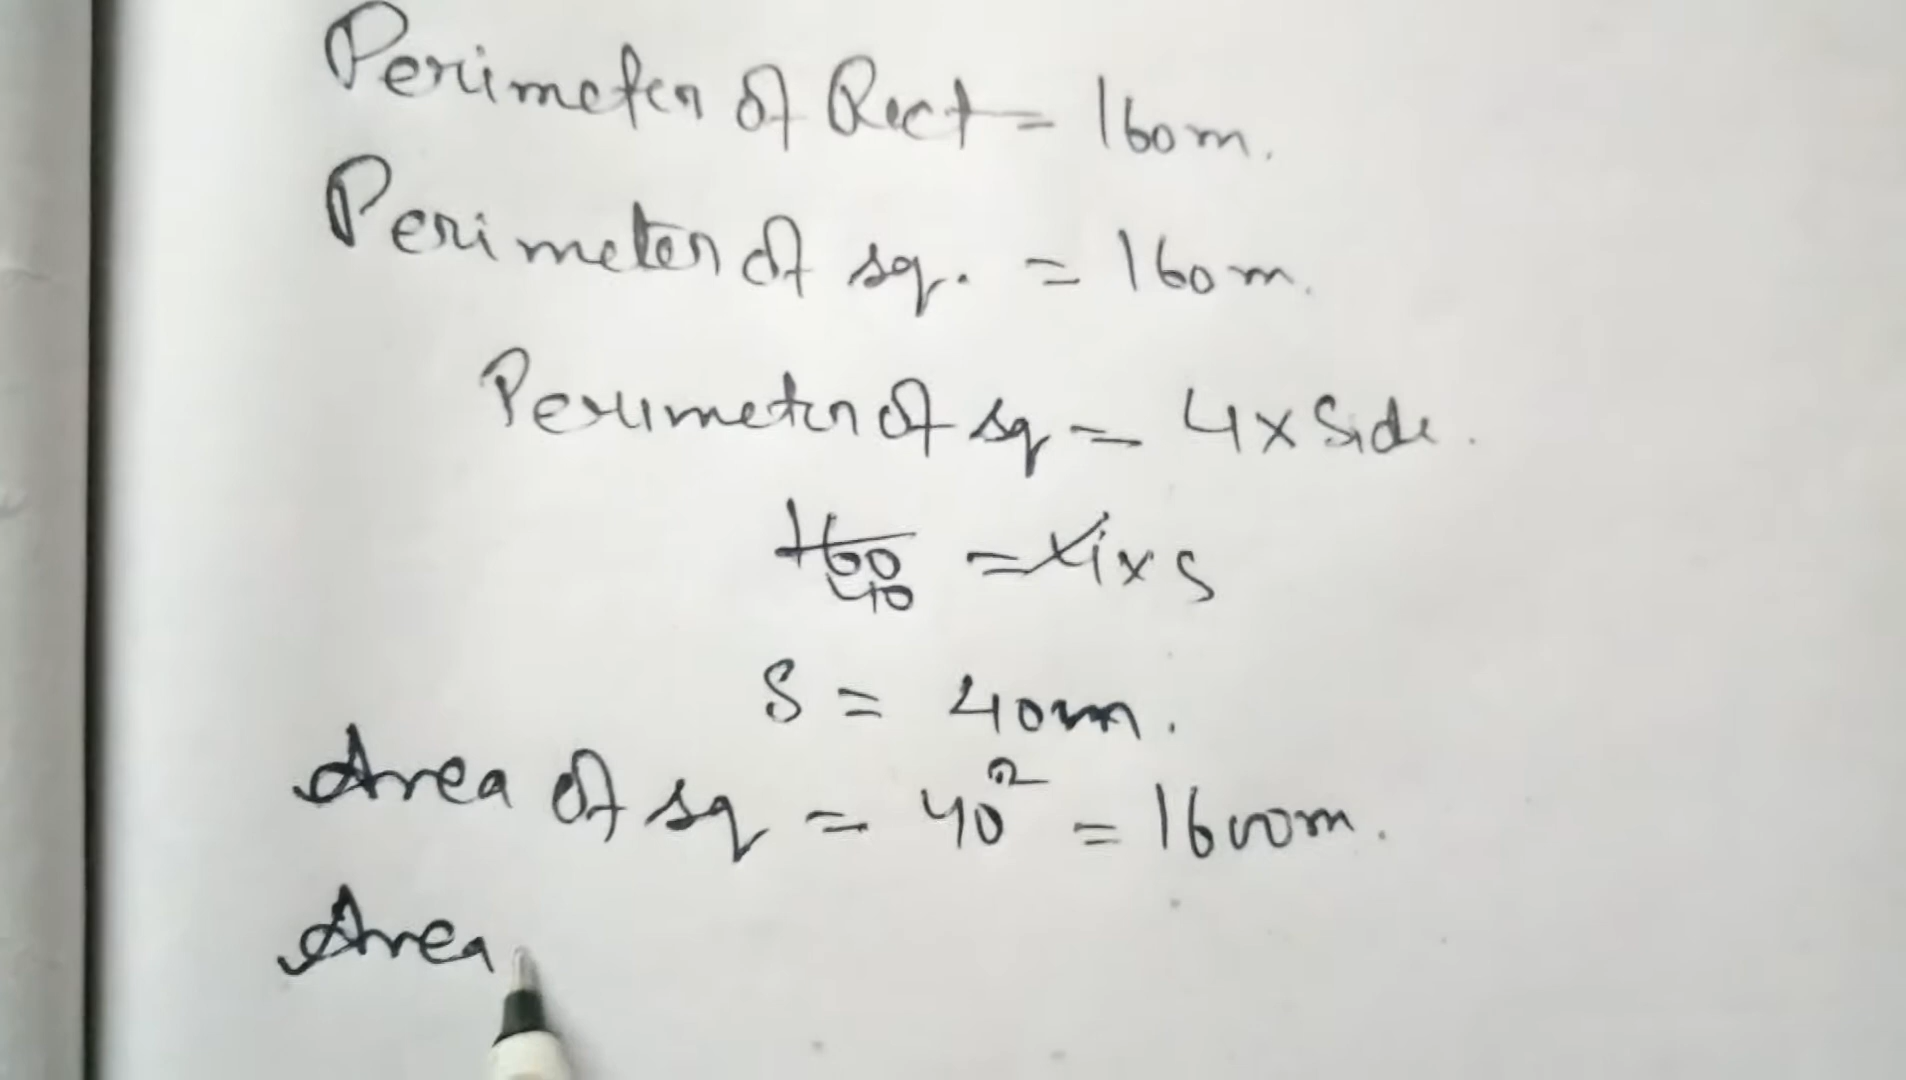 Perimeter of Rect = 160m.
Perimeter of sq. = 160m.
Perimeter of sq = 4 x Side.
160 = 4 x s
40
S = 40m.
Area of sq = 40² = 1600m.
Area